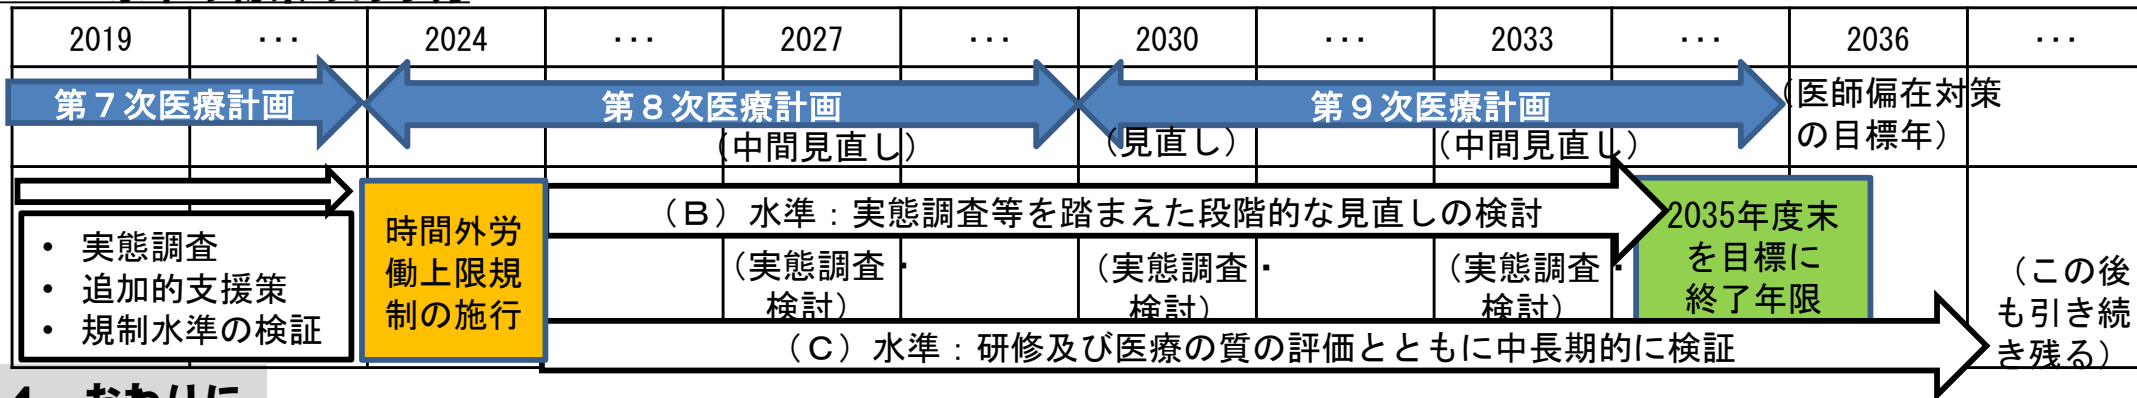 2019 ・・・ 2024 ・・・ 2027 ・・・ 2030 ・・・ 2033 ・・・ 2036 ・・・
第７次医療計画
第８次医療計画
第９次医療計画
（中間見直し）
（見直し）
（中間見直し）
（医師偏在対策
の目標年）
・ 実態調査
・ 追加的支援策
・ 規制水準の検証
時間外労
働上限規
制の施行
（Ｂ）水準：実態調査等を踏まえた段階的な見直しの検討
（実態調査・
検討）
（実態調査・
検討）
（実態調査・
検討）
2035年度末
を目標に
終了年限
（Ｃ）水準：研修及び医療の質の評価とともに中長期的に検証
（この後
も引き続
き残る）